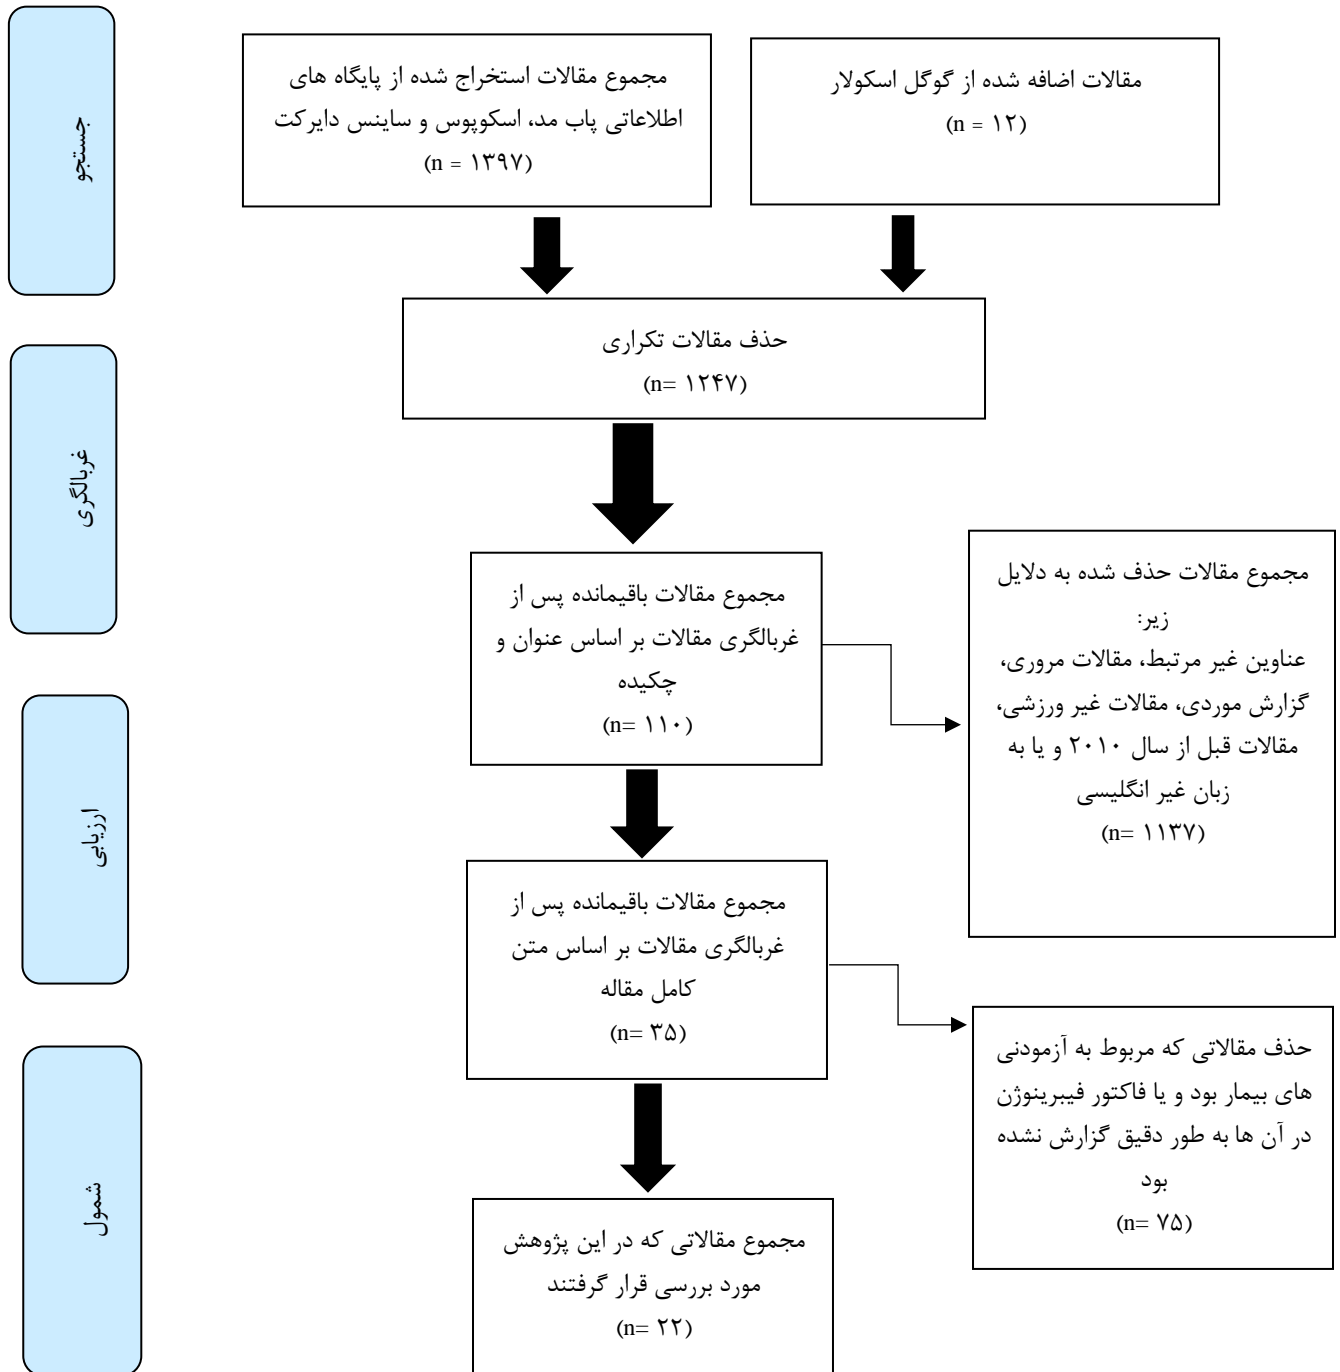 جستجو
مقالات اضافه شده از گوگل اسکولار
(n = ۱۲)
مجموع مقالات استخراج شده از پایگاه های
اطلاعاتی پاب مد، اسکوپوس و ساینس دایرکت
(n = ۱۳۹۷)
حذف مقالات تکراری
(n= ۱۲۴۷)
غربالگری
مجموع مقالات باقیمانده پس از
غربالگری مقالات بر اساس عنوان و
چکیده
(n= ۱۱۰)
مجموع مقالات حذف شده به دلایل
زیر:
عناوین غیر مرتبط، مقالات مروری،
گزارش موردی، مقالات غیر ورزشی،
مقالات قبل از سال ۲۰۱۰ و یا به
زبان غیر انگلیسی
(n= ۱۱۳۷)
ارزیابی
مجموع مقالات باقیمانده پس از
غربالگری مقالات بر اساس متن
کامل مقاله
(n= ۳۵)
حذف مقالاتی که مربوط به آزمودنی
های بیمار بود و یا فاکتور فیبرینوژن
در آن ها به طور دقیق گزارش نشده
بود
(n= ۷۵)
شمول
مجموع مقالاتی که در این پژوهش
مورد بررسی قرار گرفتند
(n= ۲۲)